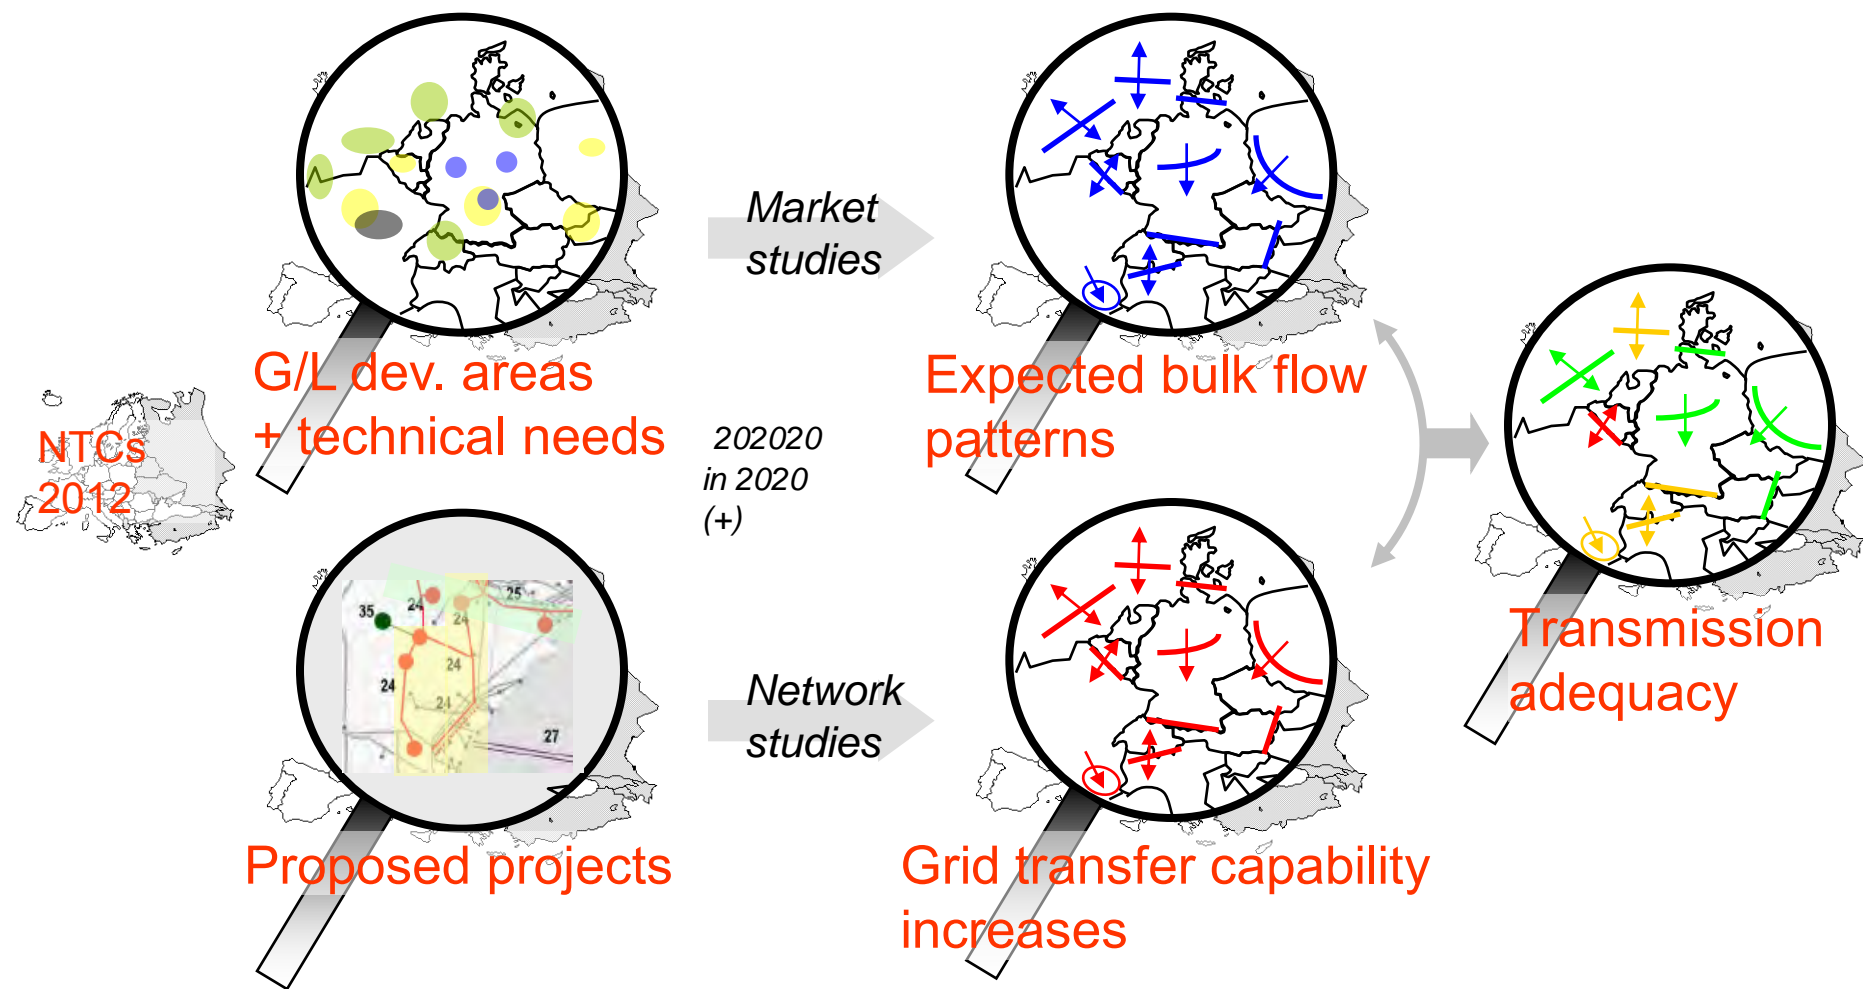 NTCs
2012
G/L dev. areas
+ technical needs
Market
studies
Expected bulk flow
patterns
202020
in 2020
(+)
35
24
25
24
24
24
24
27
Proposed projects
Network
studies
Grid transfer capability
increases
Transmission
adequacy